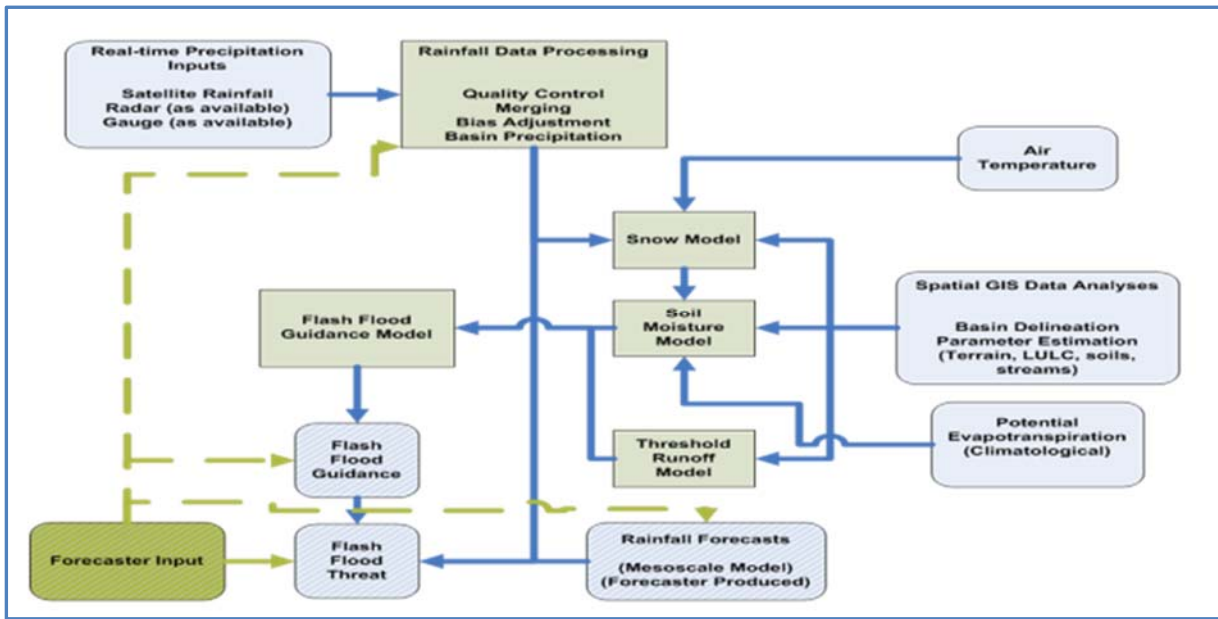 Real-time Precipitation
Inputs
Satellite Rainfall
Radar (as available)
Gauge (as available)
Rainfall Data Processing
Quality Control
Merging
Bias Adjustment
Basin Precipitation
Air
Temperature
Snow Model
Spatial GIS Data Analyses
Basin Delineation
Parameter Estimation
(Terrain, LULC, soils,
streams)
Flash Flood
Guidance Model
Soil
Moisture
Model
Potential
Evapotranspiration
(Climatological)
Threshold
Runoff
Model
Flash
Flood
Guidance
Forecaster Input
Flash
Flood
Threat
Rainfall Forecasts
(Mesoscale Model)
(Forecaster Produced)